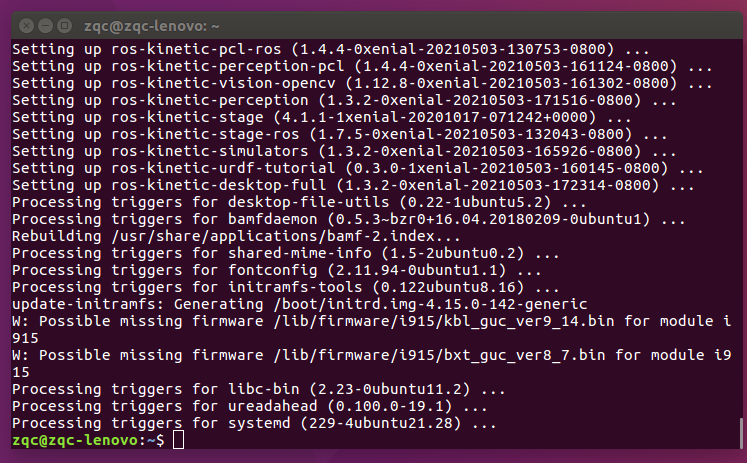 zqc@zqc-lenovo: ~
Setting up ros-kinetic-pcl-ros (1.4.4-0xenial-20210503-130753-0800) ...
Setting up ros-kinetic-perception-pcl (1.4.4-0xenial-20210503-161124-0800) ...
Setting up ros-kinetic-vision-opencv (1.12.8-0xenial-20210503-161302-0800) ...
Setting up ros-kinetic-perception (1.3.2-0xenial-20210503-171516-0800) ...
Setting up ros-kinetic-stage (4.1.1-1xenial-20201017-071242+0000) ...
Setting up ros-kinetic-stage-ros (1.7.5-0xenial-20210503-132043-0800) ...
Setting up ros-kinetic-simulators (1.3.2-0xenial-20210503-165926-0800) ...
Setting up ros-kinetic-urdf-tutorial (0.3.0-1xenial-20210503-160145-0800) ...
Setting up ros-kinetic-desktop-full (1.3.2-0xenial-20210503-172314-0800) ...
Processing triggers for desktop-file-utils (0.22-1ubuntu5.2) ...
Processing triggers for bamfdaemon (0.5.3~bzr0+16.04.20180209-0ubuntu1) ...
Rebuilding /usr/share/applications/bamf-2.index...
Processing triggers for shared-mime-info (1.5-2ubuntu0.2) ...
Processing triggers for fontconfig (2.11.94-0ubuntu1.1) ...
Processing triggers for initramfs-tools (0.122ubuntu8.16) ...
update-initramfs: Generating /boot/initrd.img-4.15.0-142-generic
W: Possible missing firmware /lib/firmware/i915/kbl_guc_ver9_14.bin for module i
915
W: Possible missing firmware /lib/firmware/i915/bxt_guc_ver8_7.bin for module i9
15
Processing triggers for libc-bin (2.23-0ubuntu11.2) ...
Processing triggers for ureadahead (0.100.0-19.1) ...
Processing triggers for systemd (229-4ubuntu21.28) ...
zqc@zqc-lenovo:~$